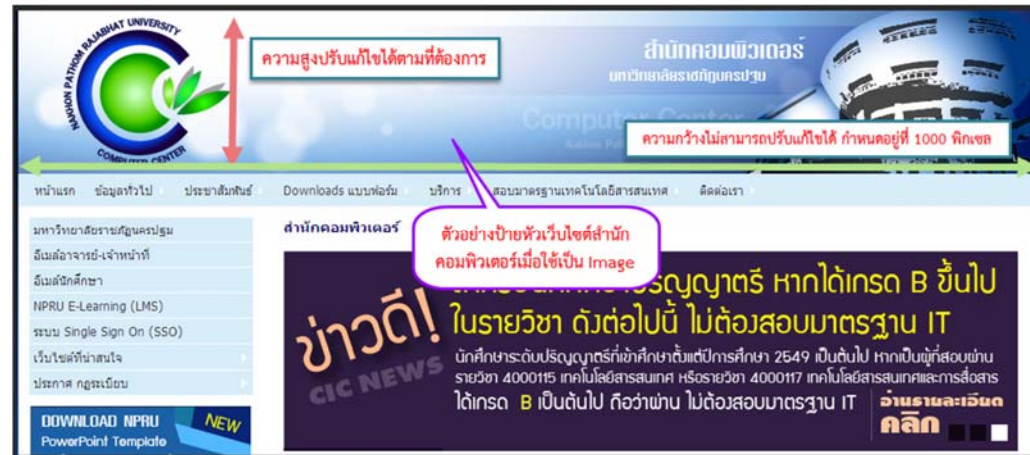 NAKHON PATHOM RAJABHAT UNIVERSITY
COMPUTER CENTER
ความสูงปรับแก้ไขได้ตามที่ต้องการ
สำนักคอมพิวเตอร์
มหาวิทยาลัยราชภัฏนครปฐม
Computer Center
ความกว้างไม่สามารถปรับแก้ไขได้ กำหนดอยู่ที่ 1000 พิกเซล
หน้าแรก ข้อมูลทั่วไป ประชาสัมพันธ์ Downloads แบบฟอร์ม บริการ สอบมาตรฐานเทคโนโลยีสารสนเทศ ติดต่อเรา
มหาวิทยาลัยราชภัฏนครปฐม
อีเมล์อาจารย์-เจ้าหน้าที่
อีเมล์นักศึกษา
NPRU E-Learning (LMS)
ระบบ Single Sign On (SSO)
เว็บไซต์ที่น่าสนใจ
ประกาศ กฎระเบียบ
DOWNLOAD NPRU
NEW
PowerPoint Template
สำนักคอมพิวเตอร์
ตัวอย่างป้ายหัวเว็บไซต์สำนัก
คอมพิวเตอร์เมื่อใช้เป็น Image
ข่าวดี!
CIC NEWS
หากได้เกรด B ขึ้นไป
ในรายวิชา ดังต่อไปนี้ ไม่ต้องสอบมาตรฐาน IT
นักศึกษาระดับปริญญาตรีที่เข้าศึกษาตั้งแต่ปีการศึกษา 2549 เป็นต้นไป หากเป็นผู้ที่สอบผ่าน
รายวิชา 4000115 เทคโนโลยีสารสนเทศ หรือรายวิชา 4000117 เทคโนโลยีสารสนเทศและการสื่อสาร
ได้เกรด B เป็นต้นไป ถือว่าผ่าน ไม่ต้องสอบมาตรฐาน IT
อ่านรายละเอียด
คลิก